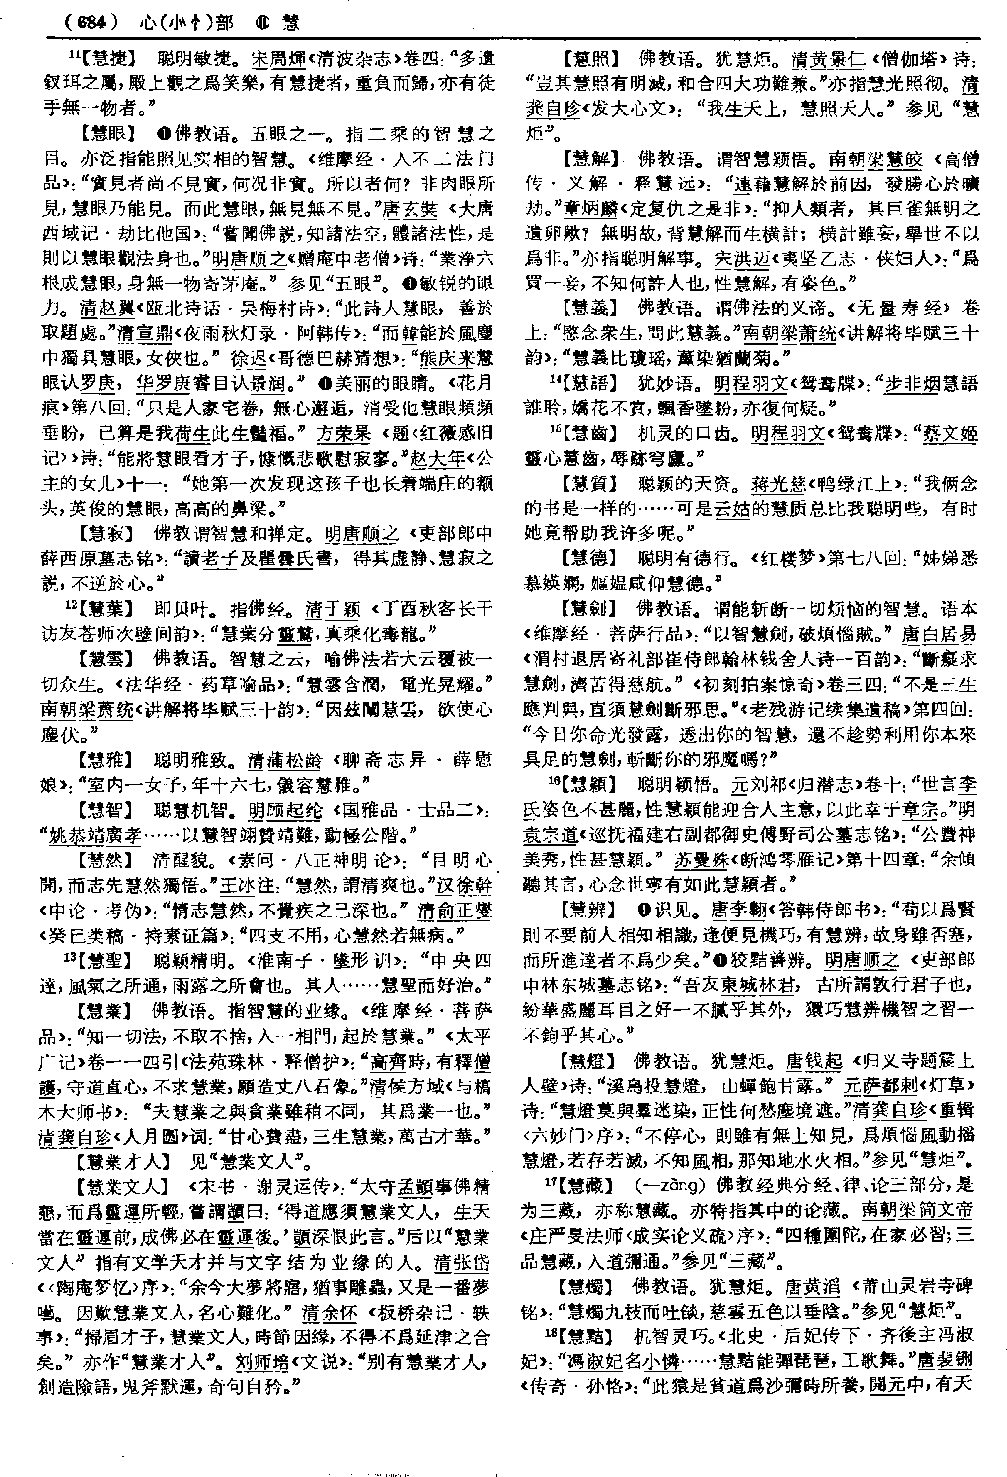 （684） 心（小忄）部 ⑪ 慧
¹¹【慧捷】 聪明敏捷。宋周煇《清波杂志》卷四：“多遺
釵珥之屬，殿上觀之爲笑樂，有慧捷者，重負而歸，亦有徒
手無一物者。”
【慧眼】 ❶佛教语。五眼之一。指二乘的智慧之
目。亦泛指能照见实相的智慧。《维摩经·入不二法门
品》：“實見者尚不見實，何况非實。所以者何？非肉眼所
見，慧眼乃能見。而此慧眼，無見無不見。”唐玄奘《大唐
西域记·劫比他国》：“嘗聞佛説，知諸法空，體諸法性，是
則以慧眼觀法身也。”明唐顺之《赠庵中老僧》诗：“業浄六
根成慧眼，身無一物寄茅庵。”参见“五眼”。❷敏锐的眼
力。清赵翼《瓯北诗话·吴梅村诗》：“此詩人慧眼，善於
取題處。”清宣鼎《夜雨秋灯录·阿韩传》：“而韓能於風塵
中獨具慧眼，女俠也。”徐迟《哥德巴赫猜想》：“熊庆来慧
眼认罗庚，华罗庚睿目认景润。”❸美丽的眼睛。《花月
痕》第八回：“只是人家宅眷，無心邂逅，消受他慧眼頻頻
垂盼，已算是我荷生此生豔福。”方荣杲《题〈红薇感旧
记〉》诗：“能將慧眼看才子，慷慨悲歌慰寂寥。”赵大年《公
主的女儿》十一：“她第一次发现这孩子也长着端庄的额
头，英俊的慧眼，高高的鼻梁。”
【慧寂】 佛教谓智慧和禅定。明唐顺之《吏部郎中
薛西原墓志铭》：“讀老子及瞿曇氏書，得其虚静、慧寂之
説，不逆於心。”
¹²【慧葉】 即贝叶。指佛经。清丁颖《丁酉秋客长干
访友苍师次壁间韵》：“慧葉分靈鷲，真乘化毒龍。”
【慧雲】 佛教语。智慧之云，喻佛法若大云覆被一
切众生。《法华经·药草喻品》：“慧雲含潤，電光晃耀。”
南朝梁萧统《讲解将毕赋三十韵》：“因兹闡慧雲，欲使心
塵伏。”
【慧雅】 聪明雅致。清蒲松龄《聊斋志异·薛慰
娘》：“室内一女子，年十六七，儀容慧雅。”
【慧智】 聪慧机智。明顾起纶《国雅品·士品二》：
“姚恭靖廣孝……以慧智翊贊靖難，勳極公階。”
【慧然】 清醒貌。《素问·八正神明论》：“目明心
開，而志先慧然獨悟。”王冰注：“慧然，謂清爽也。”汉徐幹
《中论·考伪》：“情志慧然，不覺疾之已深也。”清俞正燮
《癸巳类稿·持素证篇》：“四支不用，心慧然若無病。”
¹³【慧聖】 聪颖精明。《淮南子·墬形训》：“中央四
達，風氣之所通，雨露之所會也。其人……慧聖而好治。”
【慧業】 佛教语。指智慧的业缘。《维摩经·菩萨
品》：“知一切法，不取不捨，入一相門，起於慧業。”《太平
广记》卷一一四引《法苑珠林·释僧护》：“高齊時，有釋僧
護，守道直心，不求慧業，願造丈八石像。”清侯方域《与槁
木大师书》：“夫慧業之與貪業雖稍不同，其爲業一也。”
清龚自珍《人月圆》词：“甘心費盡，三生慧業，萬古才華。”
【慧業才人】 见“慧業文人”。
【慧業文人】 《宋书·谢灵运传》：“太守孟顗事佛精
懇，而爲靈運所輕，嘗謂顗曰：‘得道應須慧業文人，生天
當在靈運前，成佛必在靈運後。’顗深恨此言。”后以“慧業
文人”指有文学天才并与文字结为业缘的人。清张岱
《〈陶庵梦忆〉序》：“余今大夢將寤，猶事雕蟲，又是一番夢
囈。因歎慧業文人，名心難化。”清余怀《板桥杂记·轶
事》：“掃眉才子，慧業文人，時節因緣，不得不爲延津之合
矣。”亦作“慧業才人”。刘师培《文说》：“别有慧業才人，
創造險語，鬼斧默運，奇句自矜。”
【慧照】 佛教语。犹慧炬。清黄景仁《僧伽塔》诗：
“豈其慧照有明滅，和合四大功難兼。”亦指慧光照彻。清
龚自珍《发大心文》：“我生天上，慧照天人。”参见“慧
炬”。
【慧解】 佛教语。谓智慧颖悟。南朝梁慧皎《高僧
传·义解·释慧远》：“遠藉慧解於前因，發勝心於曠
劫。”章炳麟《定复仇之是非》：“抑人類者，其巨雀無明之
遺卵歟？無明故，背慧解而生横計；横計雖妄，舉世不以
爲非。”亦指聪明解事。宋洪迈《夷坚乙志·侠妇人》：“爲
買一妾，不知何許人也，性慧解，有姿色。”
【慧義】 佛教语。谓佛法的义谛。《无量寿经》卷
上：“愍念衆生，問此慧義。”南朝梁萧统《讲解将毕赋三十
韵》：“慧義比瓊瑶，薰染猶蘭菊。”
¹⁴【慧語】 犹妙语。明程羽文《鸳鸯牒》：“步非烟慧語
誰聆，嬌花不賞，飄香墜粉，亦復何疑。”
¹⁵【慧齒】 机灵的口齿。明程羽文《鸳鸯牒》：“蔡文姬
靈心慧齒，辱跡穹廬。”
【慧質】 聪颖的天资。蒋光慈《鸭绿江上》：“我俩念
的书是一样的……可是云姑的慧质总比我聪明些，有时
她竟帮助我许多呢。”
【慧德】 聪明有德行。《红楼梦》第七八回：“姊娣悉
慕媖嫻，嫗媪咸仰慧德。”
【慧劍】 佛教语。谓能斩断一切烦恼的智慧。语本
《维摩经·菩萨行品》：“以智慧劍，破煩惱賊。”唐白居易
《渭村退居寄礼部崔侍郎翰林钱舍人诗一百韵》：“斷癡求
慧劍，濟苦得慈航。”《初刻拍案惊奇》卷三四：“不是三生
應判與，直須慧劍斷邪思。”《老残游记续集遗稿》第四回：
“今日你命光發露，透出你的智慧，還不趁勢利用你本來
具足的慧劍，斬斷你的邪魔嗎？”
¹⁶【慧穎】 聪明颖悟。元刘祁《归潜志》卷十：“世言李
氏姿色不甚麗，性慧穎能迎合人主意，以此幸于章宗。”明
袁宗道《巡抚福建右副都御史傅野司公墓志铭》：“公豐神
美秀，性甚慧穎。”苏曼殊《断鸿零雁记》第十四章：“余傾
聽其言，心念世寧有如此慧穎者。”
【慧辨】 ❶识见。唐李翱《答韩侍郎书》：“苟以爲賢
則不要前人相知相識，逢便見機巧，有慧辨，故身雖否塞，
而所進達者不爲少矣。”❷狡黠善辨。明唐顺之《吏部郎
中林东城墓志铭》：“吾友東城林君，古所謂敦行君子也，
紛華盛麗耳目之好一不膩乎其外，獧巧慧辨機智之習一
不鈎乎其心。”
【慧燈】 佛教语。犹慧炬。唐钱起《归义寺题震上
人壁》诗：“溪鳥投慧燈，山蟬飽甘露。”元萨都剌《灯草》
诗：“慧燈莫與羣迷染，正性何愁塵境遮。”清龚自珍《重辑
〈六妙门〉序》：“不停心，則雖有無上知見，爲煩惱風動摇
慧燈，若存若滅，不知風相，那知地水火相。”参见“慧炬”。
¹⁷【慧藏】 （—zàng）佛教经典分经、律、论三部分，是
为三藏，亦称慧藏。亦特指其中的论藏。南朝梁简文帝
《庄严旻法师〈成实论义疏〉序》：“四種圍陀，在家必習；三
品慧藏，入道彌通。”参见“三藏”。
【慧燭】 佛教语。犹慧炬。唐黄滔《莆山灵岩寺碑
铭》：“慧燭九枝而吐燄，慈雲五色以垂陰。”参见“慧炬”。
¹⁸【慧黠】 机智灵巧。《北史·后妃传下·齐後主冯淑
妃》：“馮淑妃名小憐……慧黠能彈琵琶，工歌舞。”唐裴铏
《传奇·孙恪》：“此猿是貧道爲沙彌時所養，開元中，有天